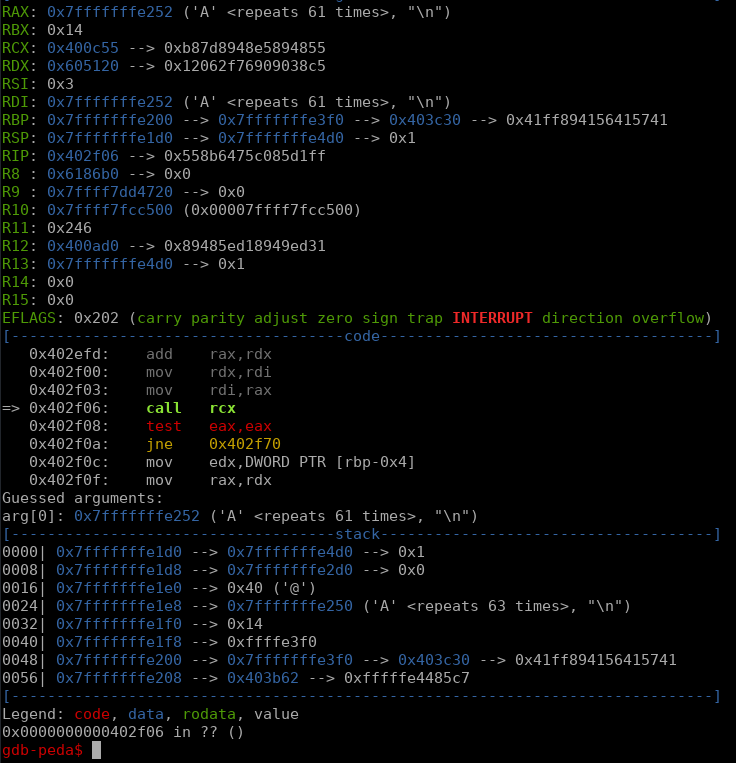 RAX: 0x7fffffffe252 ('A' <repeats 61 times>, "\n")
RBX: 0x14
RCX: 0x400c55 --> 0xb87d8948e5894855
RDX: 0x605120 --> 0x12062f76909038c5
RSI: 0x3
RDI: 0x7fffffffe252 ('A' <repeats 61 times>, "\n")
RBP: 0x7fffffffe200 --> 0x7fffffffe3f0 --> 0x403c30 --> 0x41ff894156415741
RSP: 0x7fffffffe1d0 --> 0x7fffffffe4d0 --> 0x1
RIP: 0x402f06 --> 0x558b6475c085d1ff
R8 : 0x6186b0 --> 0x0
R9 : 0x7ffff7dd4720 --> 0x0
R10: 0x7ffff7fcc500 (0x00007ffff7fcc500)
R11: 0x246
R12: 0x400ad0 --> 0x89485ed18949ed31
R13: 0x7fffffffe4d0 --> 0x1
R14: 0x0
R15: 0x0
EFLAGS: 0x202 (carry parity adjust zero sign trap INTERRUPT direction overflow)
[-------------------------------------code-------------------------------------]
   0x402efd:	add    rax,rdx
   0x402f00:	mov    rdx,rdi
   0x402f03:	mov    rdi,rax
=> 0x402f06:	call   rcx
   0x402f08:	test   eax,eax
   0x402f0a:	jne    0x402f70
   0x402f0c:	mov    edx,DWORD PTR [rbp-0x4]
   0x402f0f:	mov    rax,rdx
Guessed arguments:
arg[0]: 0x7fffffffe252 ('A' <repeats 61 times>, "\n")
[------------------------------------stack-------------------------------------]
0000| 0x7fffffffe1d0 --> 0x7fffffffe4d0 --> 0x1
0008| 0x7fffffffe1d8 --> 0x7fffffffe2d0 --> 0x0
0016| 0x7fffffffe1e0 --> 0x40 ('@')
0024| 0x7fffffffe1e8 --> 0x7fffffffe250 ('A' <repeats 63 times>, "\n")
0032| 0x7fffffffe1f0 --> 0x14
0040| 0x7fffffffe1f8 --> 0xffffe3f0
0048| 0x7fffffffe200 --> 0x7fffffffe3f0 --> 0x403c30 --> 0x41ff894156415741
0056| 0x7fffffffe208 --> 0x403b62 --> 0xfffffe4485c7
[------------------------------------------------------------------------------]
Legend: code, data, rodata, value
0x0000000000402f06 in ?? ()
gdb-peda$